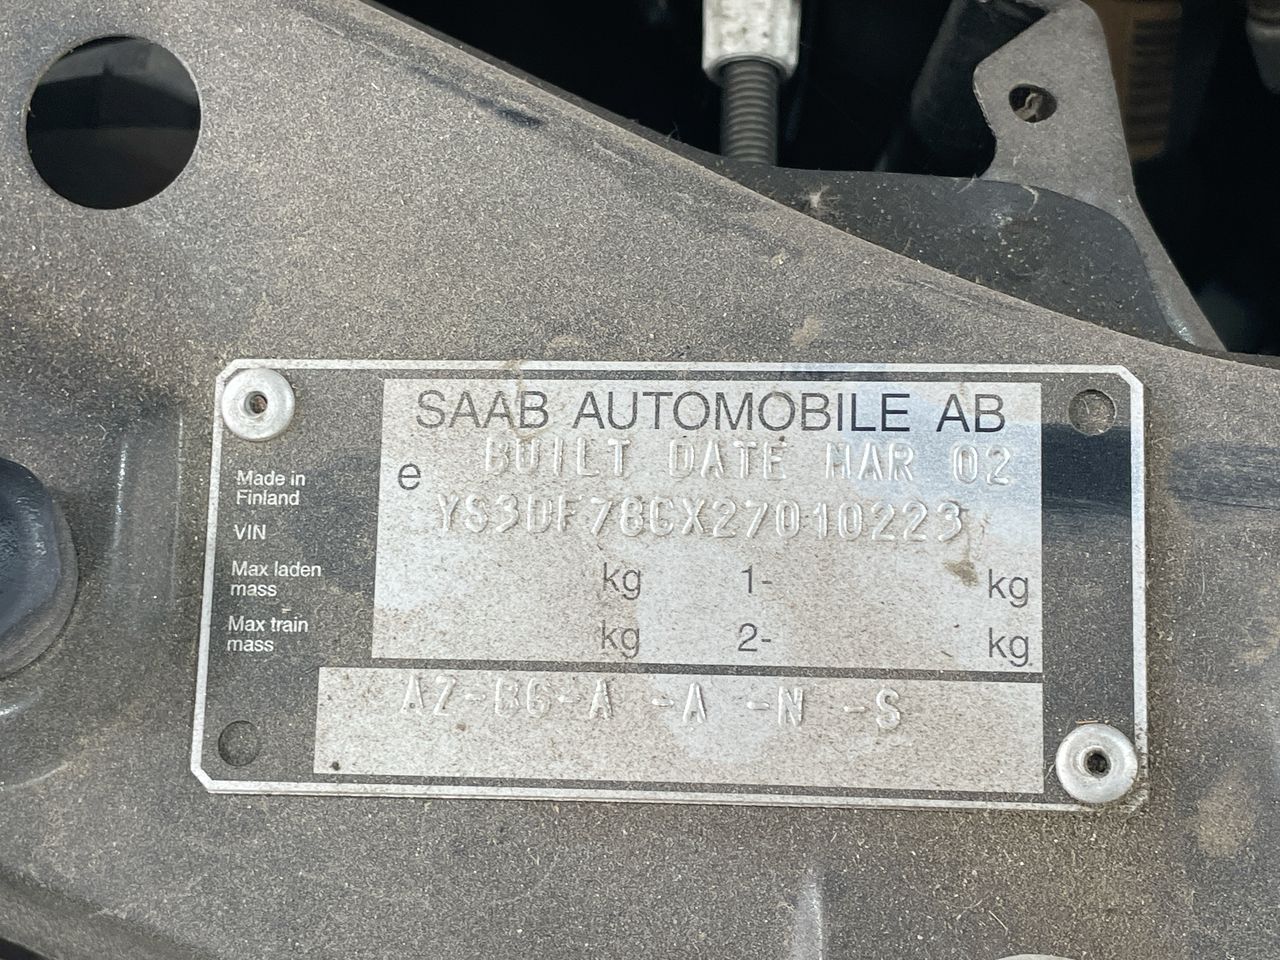 SAAB AUTOMOBILE AB
e BUILT DATE MAR 02
Made in
Finland
VIN YS3DF78CX27010223
Max laden
mass kg 1- kg
Max train
mass kg 2- kg
AZ-B6-A -A -N -S